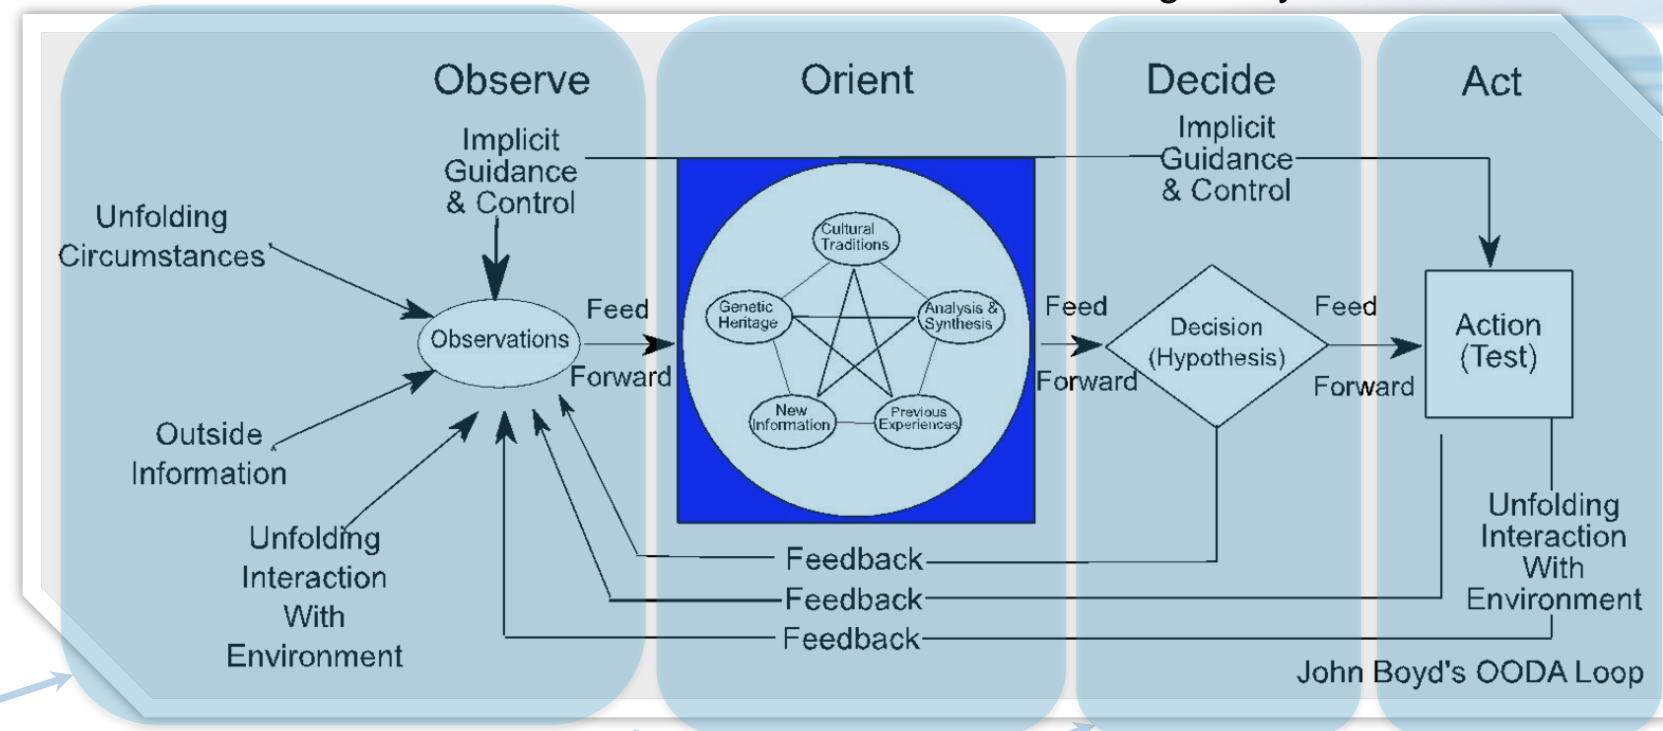 Observe
Orient
Decide
Act
Implicit
Guidance
& Control
Implicit
Guidance
& Control
Unfolding
Circumstances
Observations
Feed
Forward
Cultural
Traditions
Genetic
Heritage
Analysis &
Synthesis
New
Information
Previous
Experiences
Feed
Forward
Decision
(Hypothesis)
Feed
Forward
Action
(Test)
Outside
Information
Unfolding
Interaction
With
Environment
Feedback
Feedback
Feedback
Unfolding
Interaction
With
Environment
John Boyd's OODA Loop